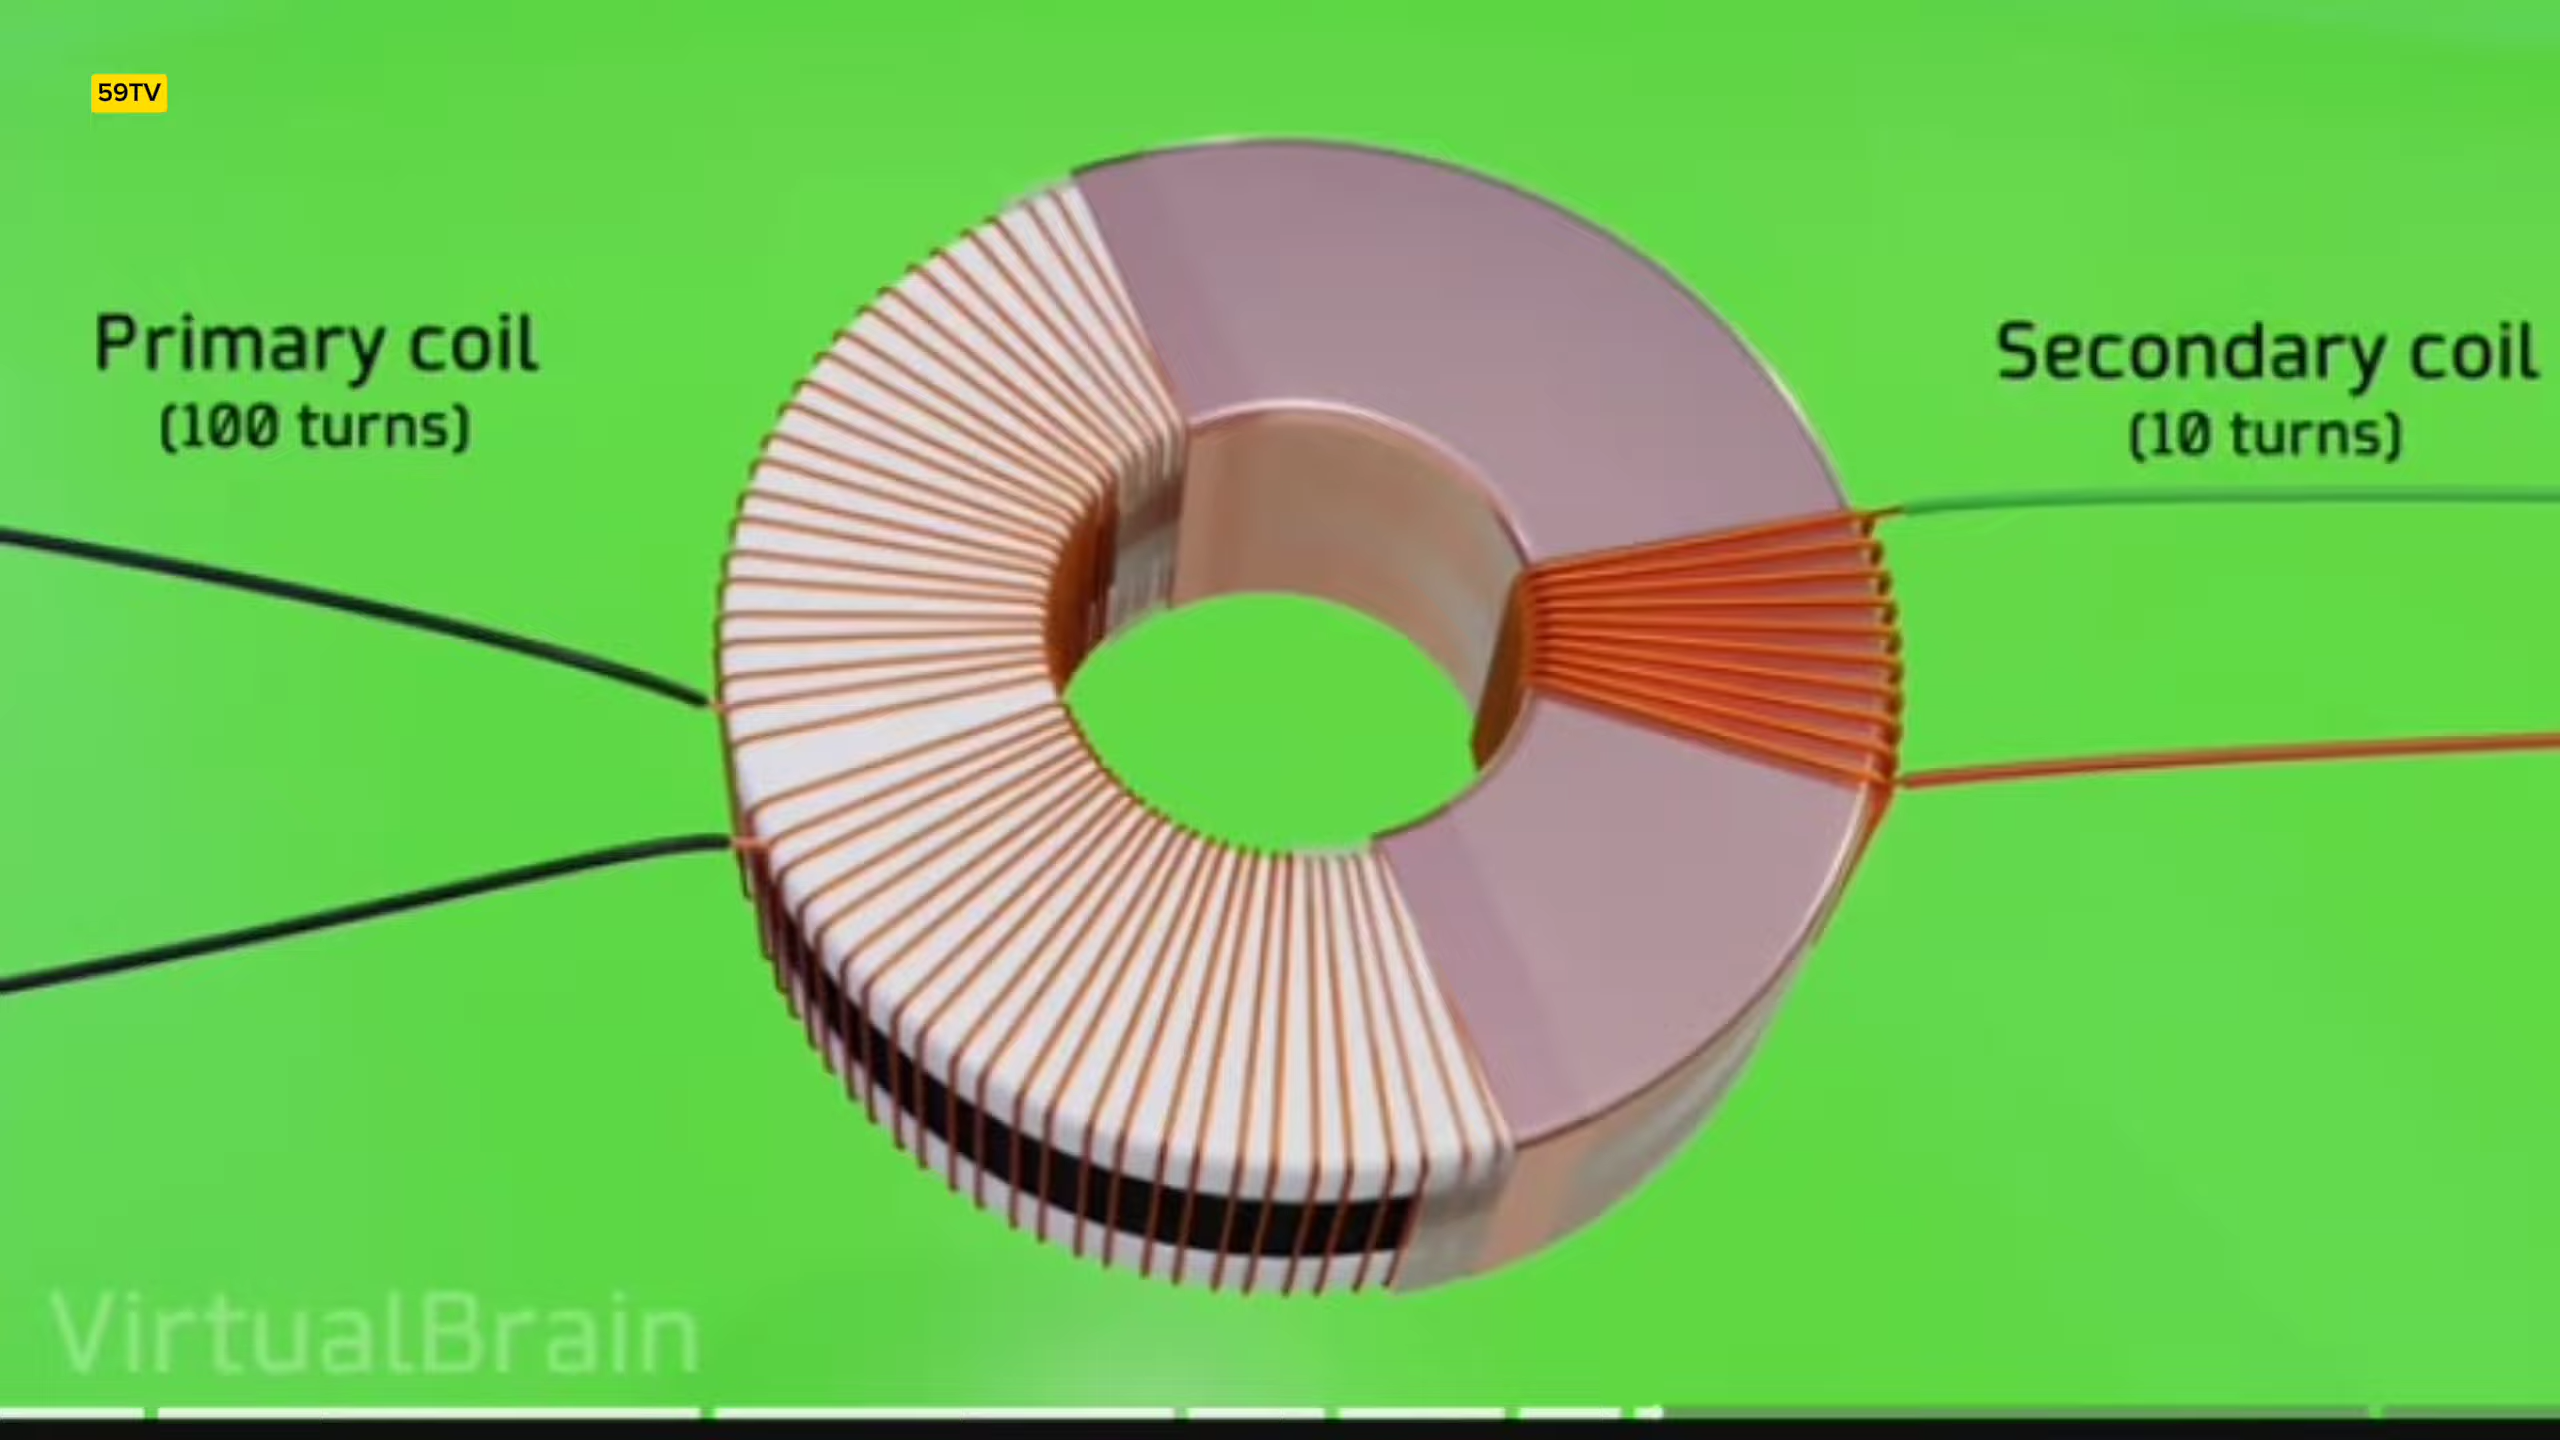 59TV
Primary coil
(100 turns)
Secondary coil
(10 turns)
VirtualBrain